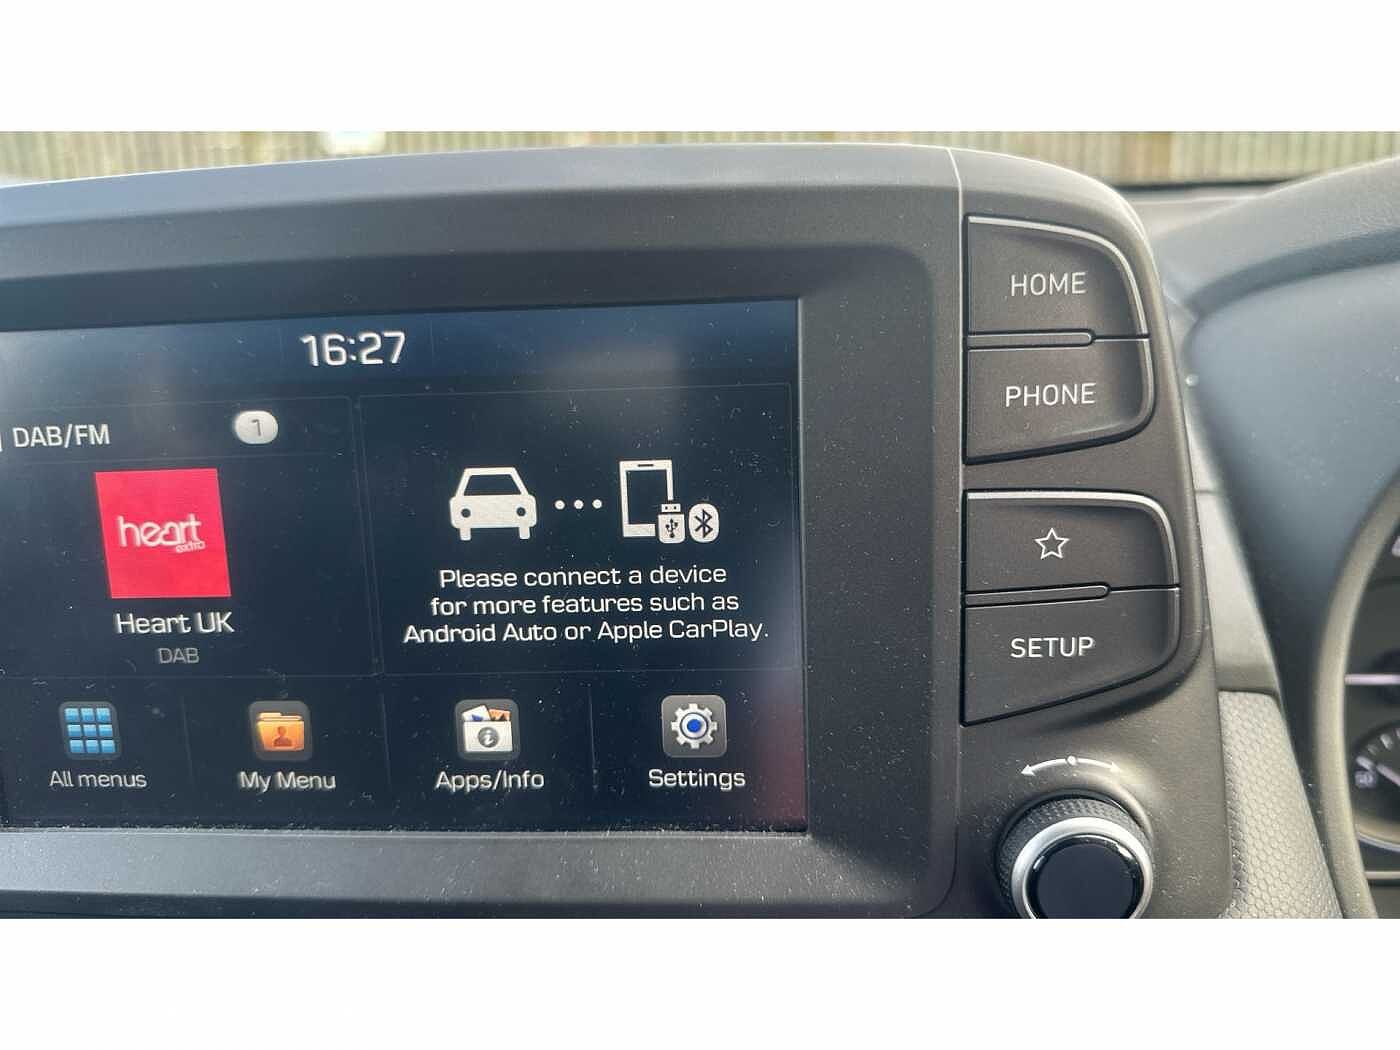 16:27
DAB/FM
1
heart
extra
Heart UK
DAB
Please connect a device
for more features such as
Android Auto or Apple CarPlay.
All menus
My Menu
Apps/Info
Settings
HOME
PHONE
SETUP